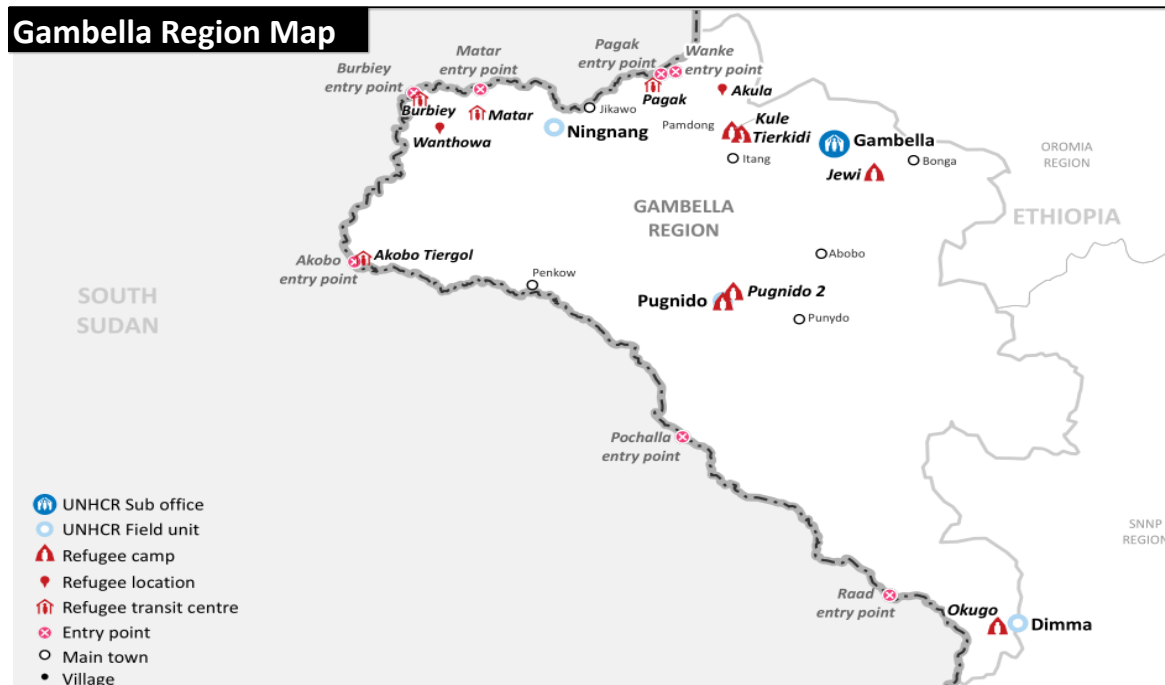 Gambella Region Map
Pagak
entry point
Matar
entry point
Wanke
entry point
Burbiey
entry point
Pagak
Akula
Burbiey
Matar
Jikawo
Kule
Tierkidi
Pamdong
Wanthowa
Ningnang
Gambella
Itang
Bonga
Jewi
OROMIA
REGION
GAMBELLA
REGION
ETHIOPIA
Akobo
entry point
Akobo Tiergol
Abobo
Penkow
SOUTH
SUDAN
Pugnido
Pugnido 2
Punydo
Pochalla
entry point
SNNP
REGION
Raad
entry point
Okugo
Dimma
UNHCR Sub office
UNHCR Field unit
Refugee camp
Refugee location
Refugee transit centre
Entry point
Main town
Village